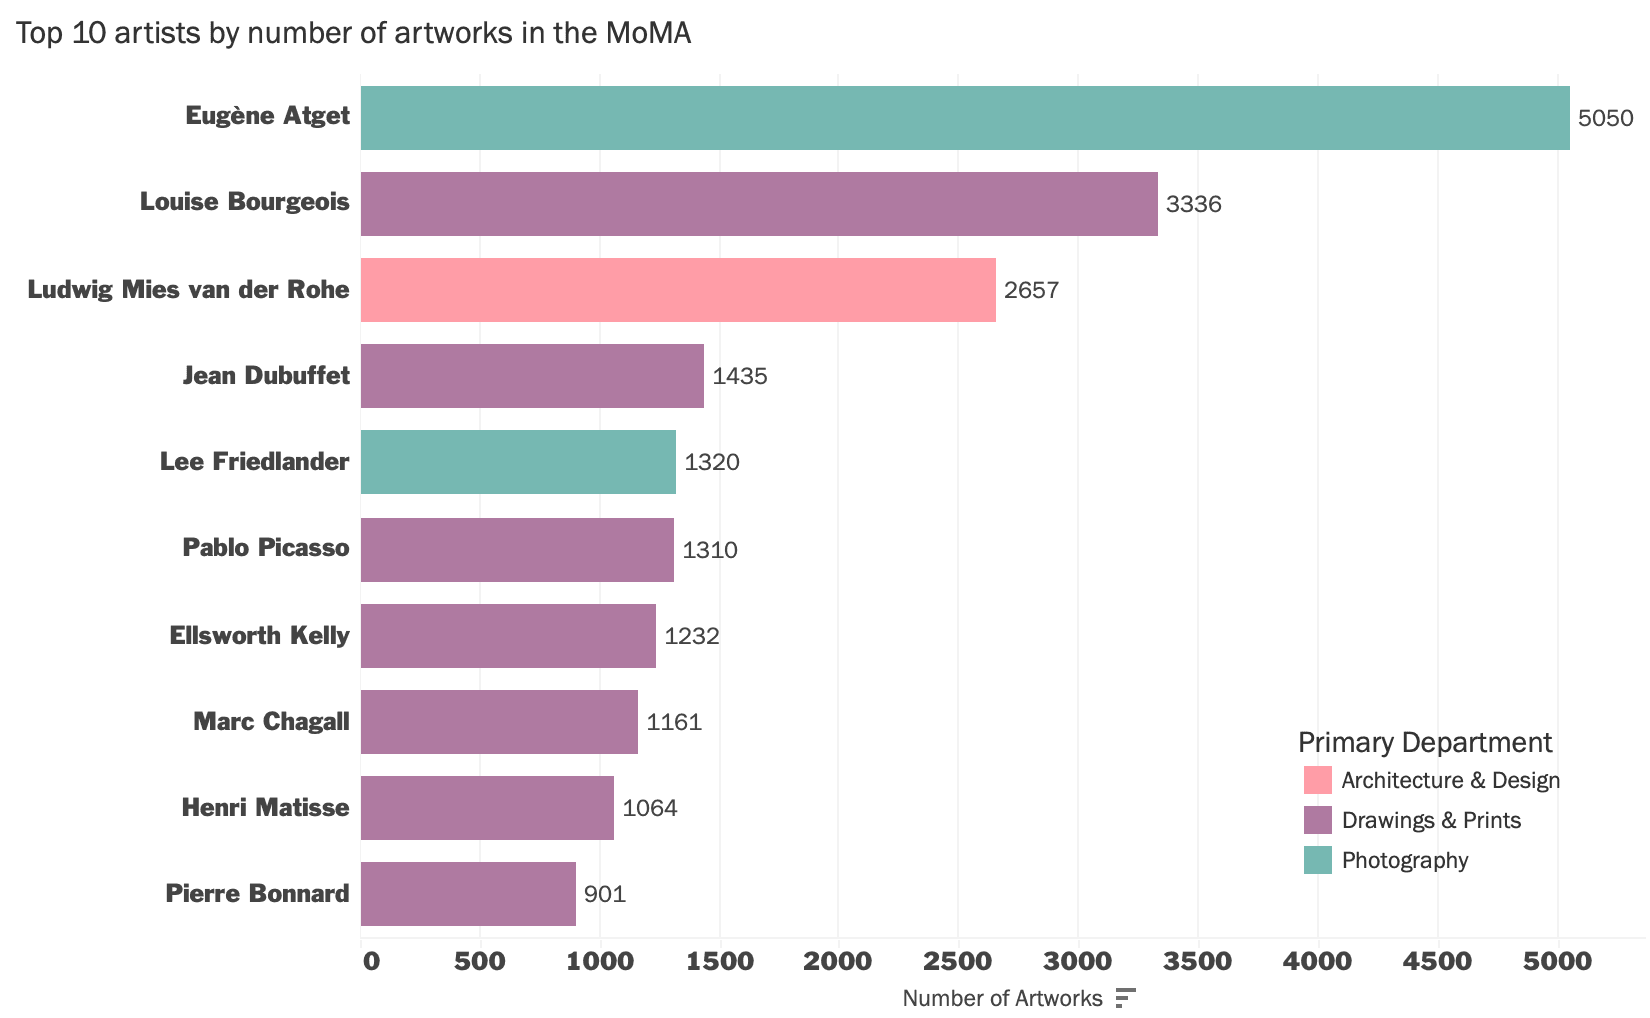 Top 10 artists by number of artworks in the MoMA
Eugène Atget 5050
Louise Bourgeois 3336
Ludwig Mies van der Rohe 2657
Jean Dubuffet 1435
Lee Friedlander 1320
Pablo Picasso 1310
Ellsworth Kelly 1232
Marc Chagall 1161
Henri Matisse 1064
Pierre Bonnard 901
Primary Department
Architecture & Design
Drawings & Prints
Photography
0 500 1000 1500 2000 2500 3000 3500 4000 4500 5000
Number of Artworks